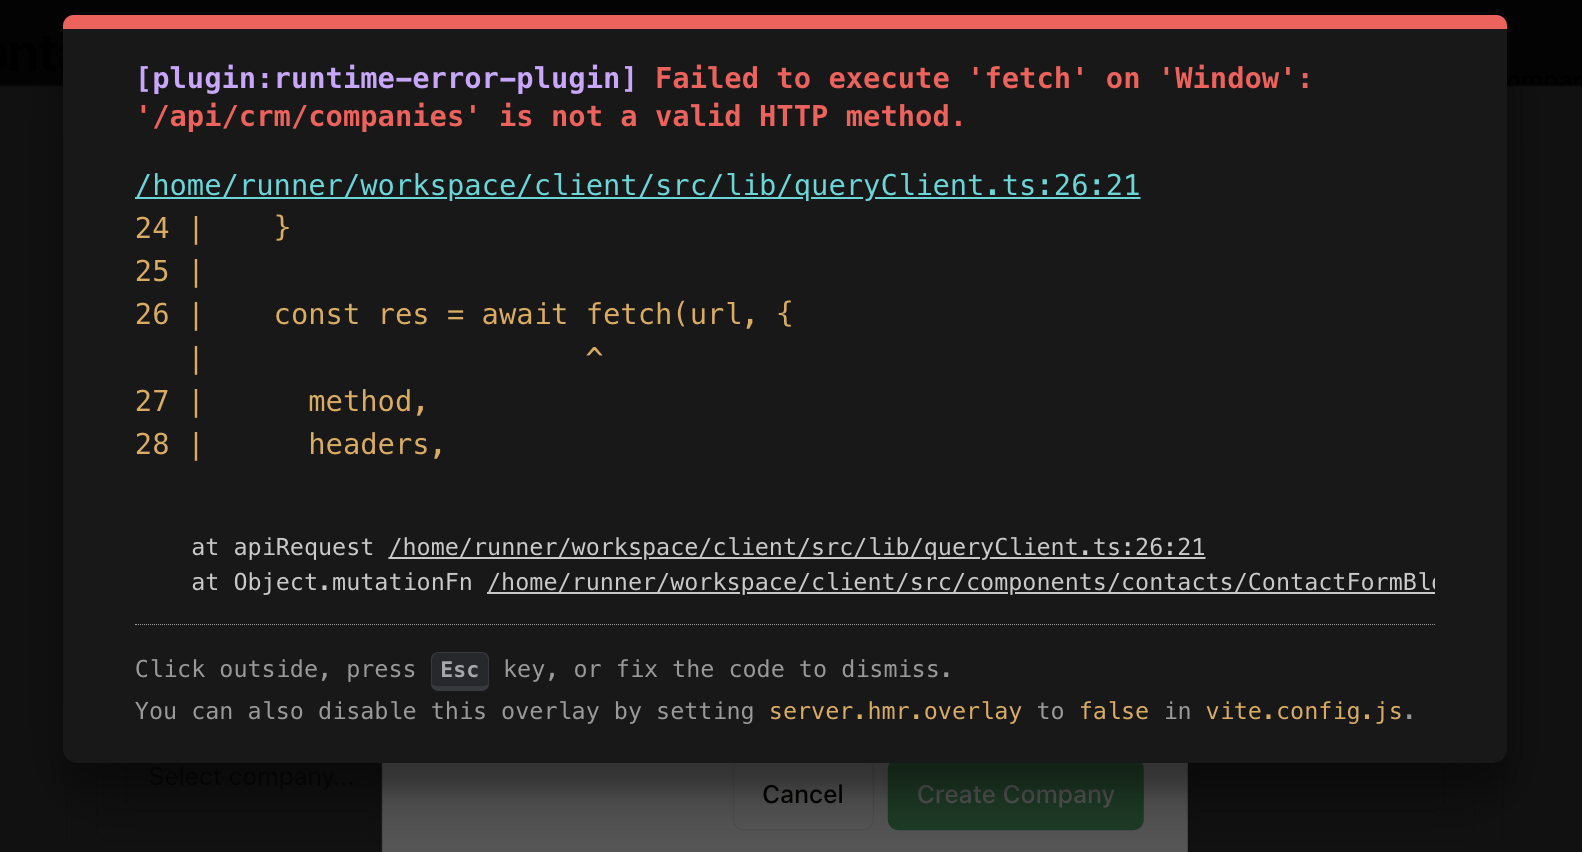 [plugin:runtime-error-plugin] Failed to execute 'fetch' on 'Window':
'/api/crm/companies' is not a valid HTTP method.
/home/runner/workspace/client/src/lib/queryClient.ts:26:21
24 |    }
25 |
26 |    const res = await fetch(url, {
   |                      ^
27 |      method,
28 |      headers,
at apiRequest /home/runner/workspace/client/src/lib/queryClient.ts:26:21
at Object.mutationFn /home/runner/workspace/client/src/components/contacts/ContactFormBl
Click outside, press Esc key, or fix the code to dismiss.
You can also disable this overlay by setting server.hmr.overlay to false in vite.config.js.
Select company...
Cancel
Create Company